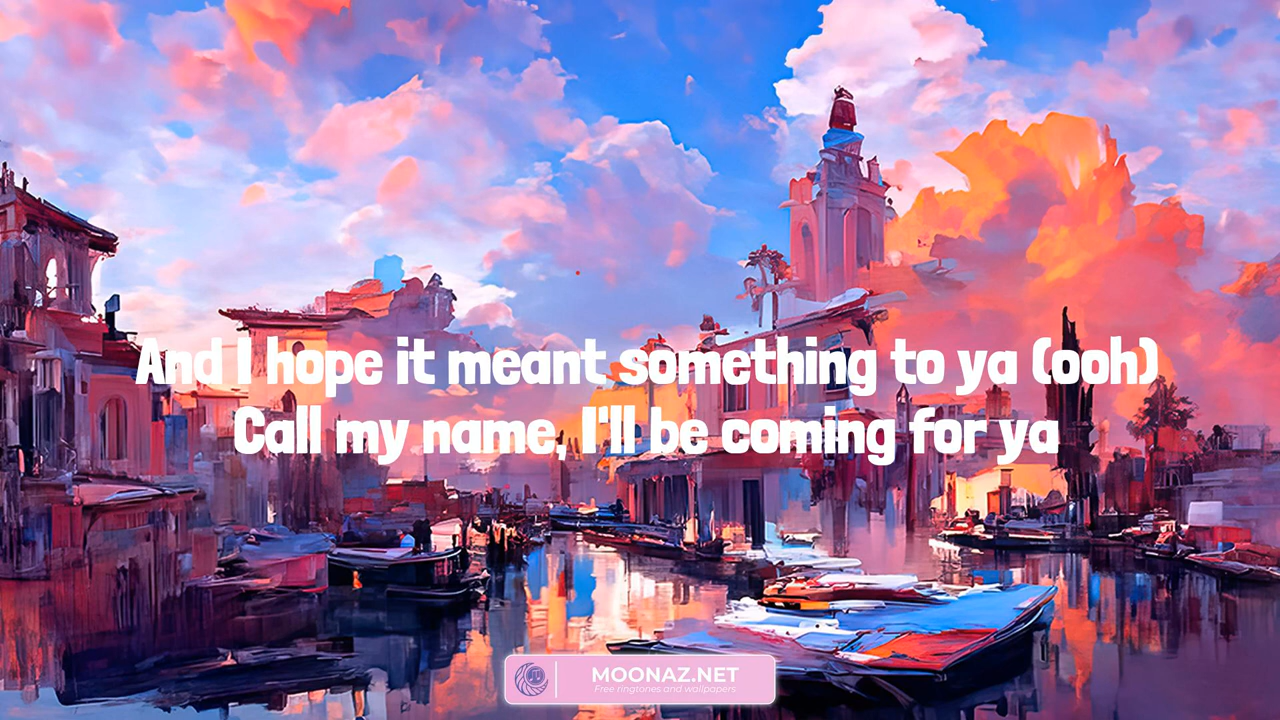 And I hope it meant something to ya (ooh)
Call my name, I'll be coming for ya
MOONAZ.NET
Free ringtones and wallpapers